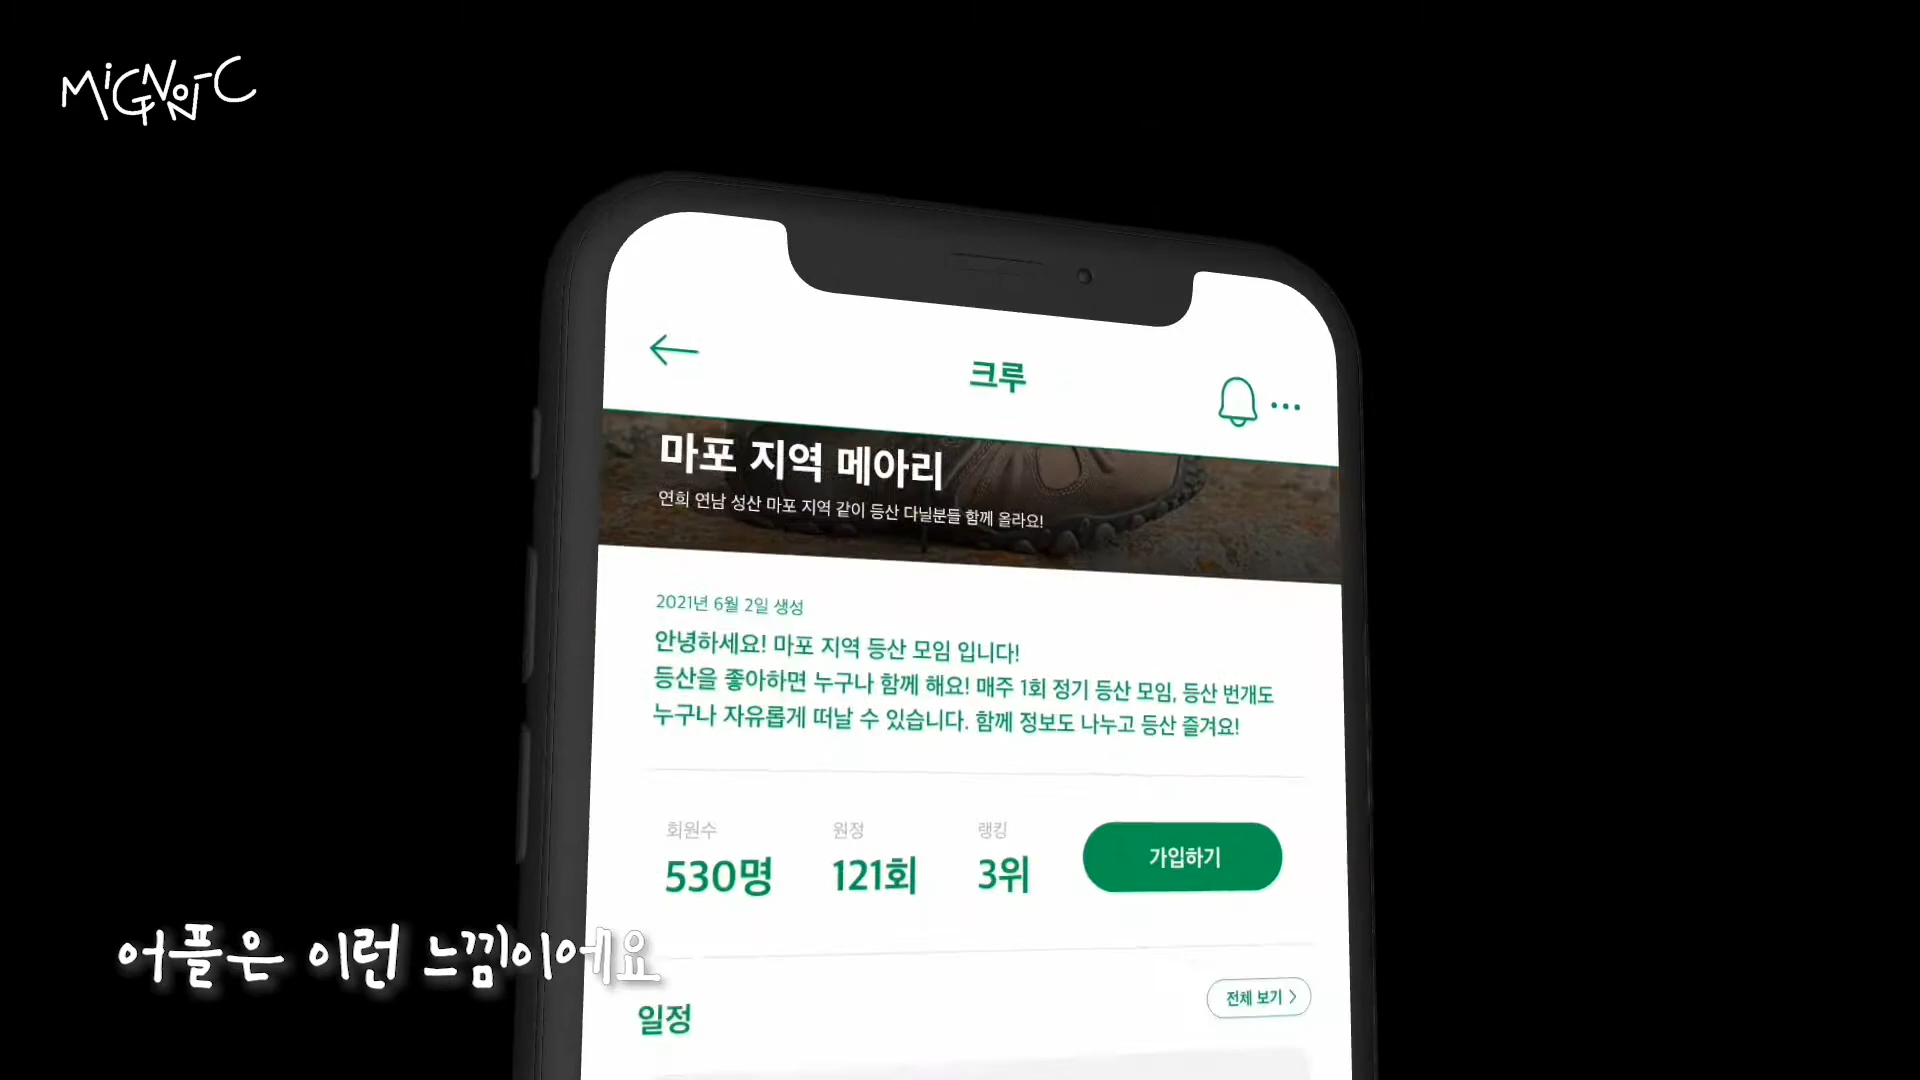 MiGNON-C
크루
마포 지역 메아리
연희 연남 성산 마포 지역 같이 등산 다닐분들 함께 올라요!
2021년 6월 2일 생성
안녕하세요! 마포 지역 등산 모임 입니다!
등산을 좋아하면 누구나 함께 해요! 매주 1회 정기 등산 모임, 등산 번개도
누구나 자유롭게 떠날 수 있습니다. 함께 정보도 나누고 등산 즐겨요!
회원수 원정 랭킹
530명 121회 3위 가입하기
어플은 이런 느낌이에요
전체 보기 >
일정